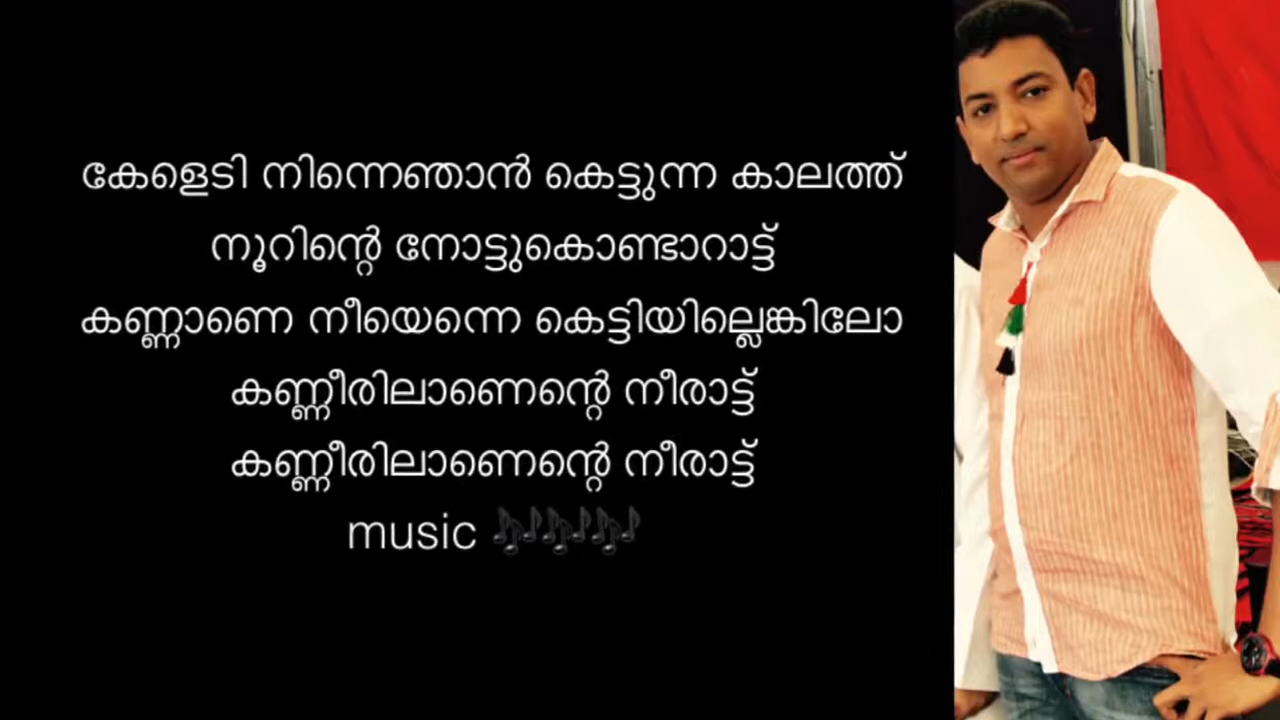 കേളെടി നിന്നെഞാൻ കെട്ടുന്ന കാലത്ത്
നൂറിന്റെ നോട്ടുകൊണ്ടാറാട്ട്
കണ്ണാണെ നീയെന്നെ കെട്ടിയില്ലെങ്കിലോ
കണ്ണീരിലാണെന്റെ നീരാട്ട്
കണ്ണീരിലാണെന്റെ നീരാട്ട്
music 🎶🎶🎶